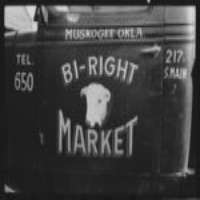 MUSKOGEE OKLA.
TEL.
650
BI-RIGHT
MARKET
217
S. MAIN